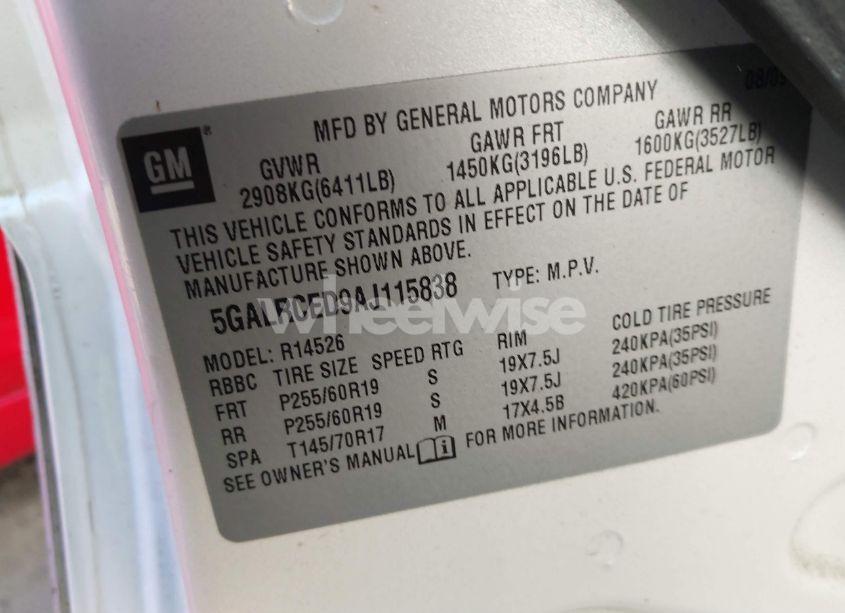 08/09
MFD BY GENERAL MOTORS COMPANY
GM
®
GVWR GAWR FRT GAWR RR
2908KG(6411LB) 1450KG(3196LB) 1600KG(3527LB)
THIS VEHICLE CONFORMS TO ALL APPLICABLE U.S. FEDERAL MOTOR
VEHICLE SAFETY STANDARDS IN EFFECT ON THE DATE OF
MANUFACTURE SHOWN ABOVE.
5GALRCED9AJ115838 TYPE: M.P.V.
wheelwise
MODEL: R14526
RBBC TIRE SIZE SPEED RTG RIM COLD TIRE PRESSURE
FRT P255/60R19 S 19X7.5J 240KPA(35PSI)
RR P255/60R19 S 19X7.5J 240KPA(35PSI)
SPA T145/70R17 M 17X4.5B 420KPA(60PSI)
SEE OWNER'S MANUAL FOR MORE INFORMATION.